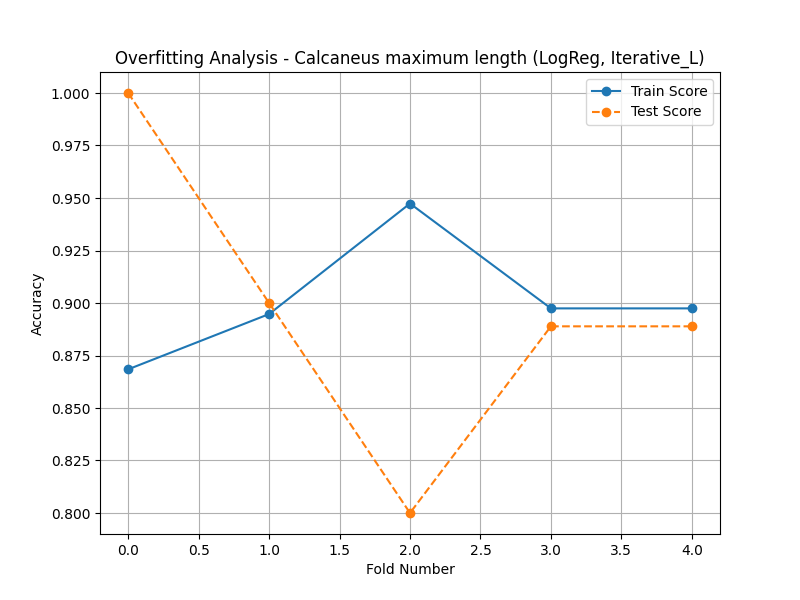 Overfitting Analysis - Calcaneus maximum length (LogReg, Iterative_L)
Train Score
Test Score
1.000
0.975
0.950
0.925
0.900
0.875
0.850
0.825
0.800
Accuracy
0.0 0.5 1.0 1.5 2.0 2.5 3.0 3.5 4.0
Fold Number